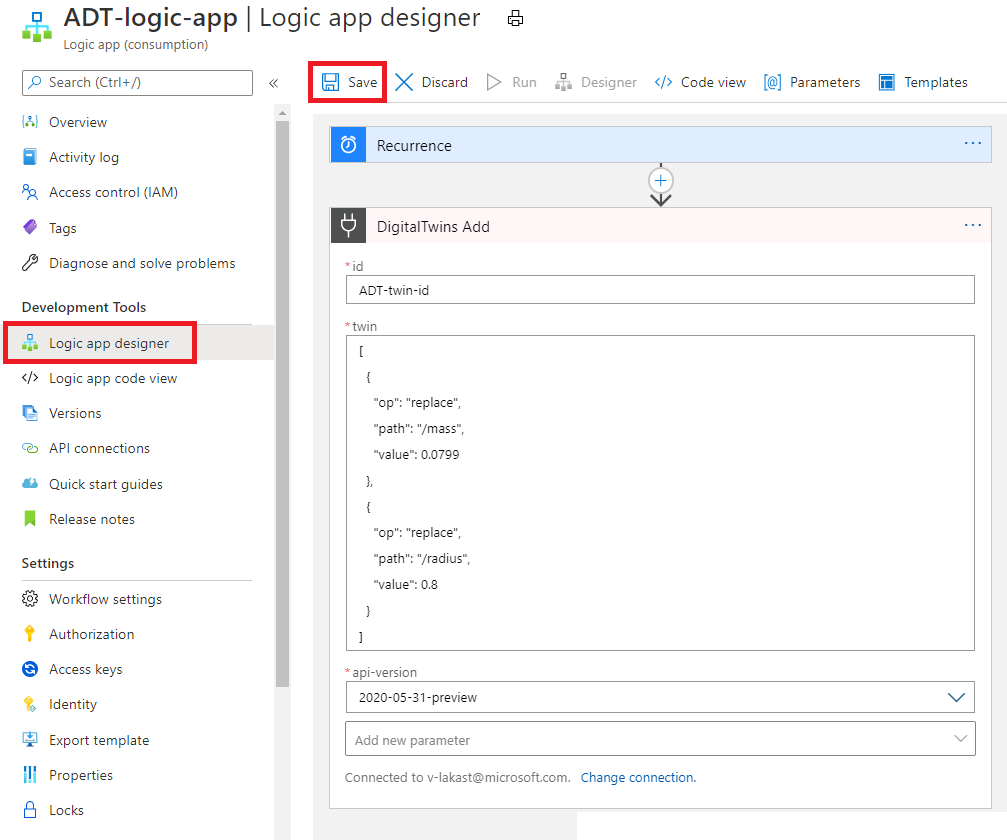 ADT-logic-app | Logic app designer
Logic app (consumption)
Search (Ctrl+/)
«
Overview
Activity log
Access control (IAM)
Tags
Diagnose and solve problems
Development Tools
Logic app designer
Logic app code view
Versions
API connections
Quick start guides
Release notes
Settings
Workflow settings
Authorization
Access keys
Identity
Export template
Properties
Locks
Save Discard Run Designer Code view Parameters Templates
Recurrence ...
DigitalTwins Add ...
*id
ADT-twin-id
*twin
[
{
"op": "replace",
"path": "/mass",
"value": 0.0799
},
{
"op": "replace",
"path": "/radius",
"value": 0.8
}
]
*api-version
2020-05-31-preview
Add new parameter
Connected to v-lakast@microsoft.com. Change connection.